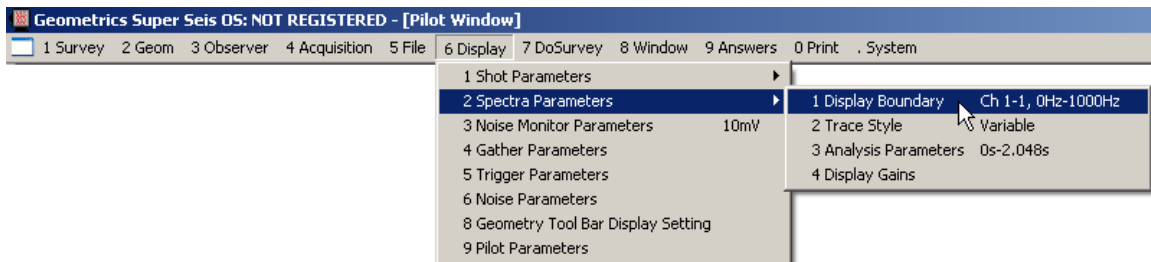 Geometrics Super Seis OS: NOT REGISTERED - [Pilot Window]
1 Survey 2 Geom 3 Observer 4 Acquisition 5 File 6 Display 7 DoSurvey 8 Window 9 Answers 0 Print . System
1 Shot Parameters
2 Spectra Parameters
3 Noise Monitor Parameters 10mV
4 Gather Parameters
5 Trigger Parameters
6 Noise Parameters
8 Geometry Tool Bar Display Setting
9 Pilot Parameters
1 Display Boundary Ch 1-1, 0Hz-1000Hz
2 Trace Style Variable
3 Analysis Parameters 0s-2.048s
4 Display Gains